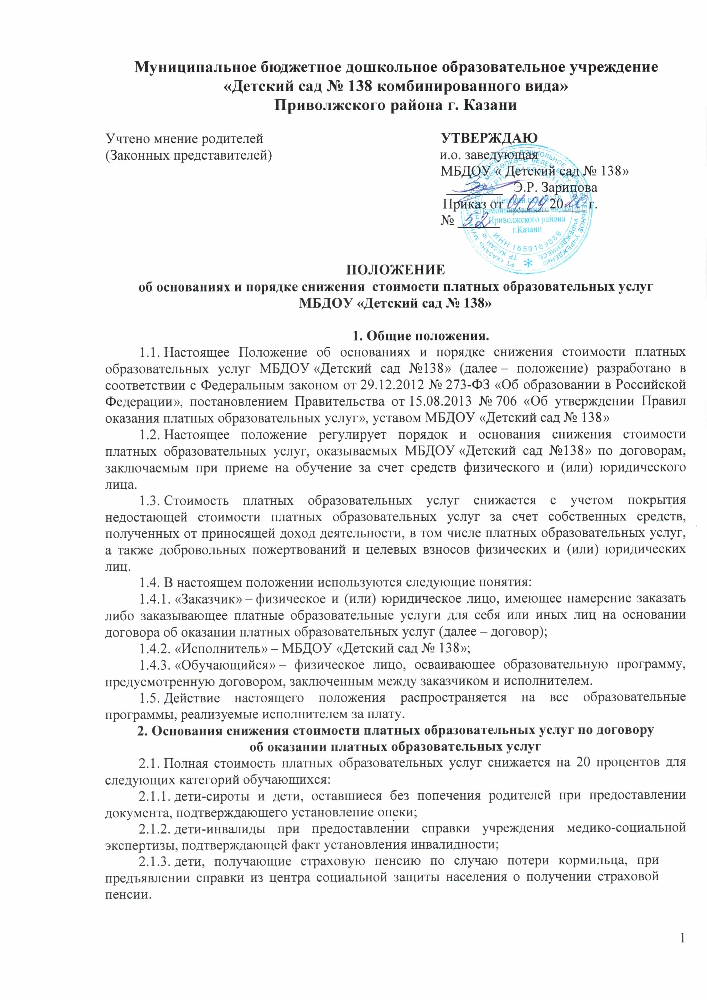 Муниципальное бюджетное дошкольное образовательное учреждение
«Детский сад № 138 комбинированного вида»
Приволжского района г. Казани
Учтено мнение родителей
(Законных представителей)
УТВЕРЖДАЮ
и.о. заведующая
МБДОУ « Детский сад № 138»
________ Э.Р. Зарипова
Приказ от 01.09 2020 г.
№ 52
«Детский сад №138
комбинированного вида»
Приволжского района
г.Казани
ИНН 1659189889
ПОЛОЖЕНИЕ
об основаниях и порядке снижения стоимости платных образовательных услуг
МБДОУ «Детский сад № 138»
1. Общие положения.
1.1. Настоящее Положение об основаниях и порядке снижения стоимости платных
образовательных услуг МБДОУ «Детский сад №138» (далее – положение) разработано в
соответствии с Федеральным законом от 29.12.2012 № 273-ФЗ «Об образовании в Российской
Федерации», постановлением Правительства от 15.08.2013 № 706 «Об утверждении Правил
оказания платных образовательных услуг», уставом МБДОУ «Детский сад № 138»
1.2. Настоящее положение регулирует порядок и основания снижения стоимости
платных образовательных услуг, оказываемых МБДОУ «Детский сад №138» по договорам,
заключаемым при приеме на обучение за счет средств физического и (или) юридического
лица.
1.3. Стоимость платных образовательных услуг снижается с учетом покрытия
недостающей стоимости платных образовательных услуг за счет собственных средств,
полученных от приносящей доход деятельности, в том числе платных образовательных услуг,
а также добровольных пожертвований и целевых взносов физических и (или) юридических
лиц.
1.4. В настоящем положении используются следующие понятия:
1.4.1. «Заказчик» – физическое и (или) юридическое лицо, имеющее намерение заказать
либо заказывающее платные образовательные услуги для себя или иных лиц на основании
договора об оказании платных образовательных услуг (далее – договор);
1.4.2. «Исполнитель» – МБДОУ «Детский сад № 138»;
1.4.3. «Обучающийся» – физическое лицо, осваивающее образовательную программу,
предусмотренную договором, заключенным между заказчиком и исполнителем.
1.5. Действие настоящего положения распространяется на все образовательные
программы, реализуемые исполнителем за плату.
2. Основания снижения стоимости платных образовательных услуг по договору
об оказании платных образовательных услуг
2.1. Полная стоимость платных образовательных услуг снижается на 20 процентов для
следующих категорий обучающихся:
2.1.1. дети-сироты и дети, оставшиеся без попечения родителей при предоставлении
документа, подтверждающего установление опеки;
2.1.2. дети-инвалиды при предоставлении справки учреждения медико-социальной
экспертизы, подтверждающей факт установления инвалидности;
2.1.3. дети, получающие страховую пенсию по случаю потери кормильца, при
предъявлении справки из центра социальной защиты населения о получении страховой
пенсии.
1